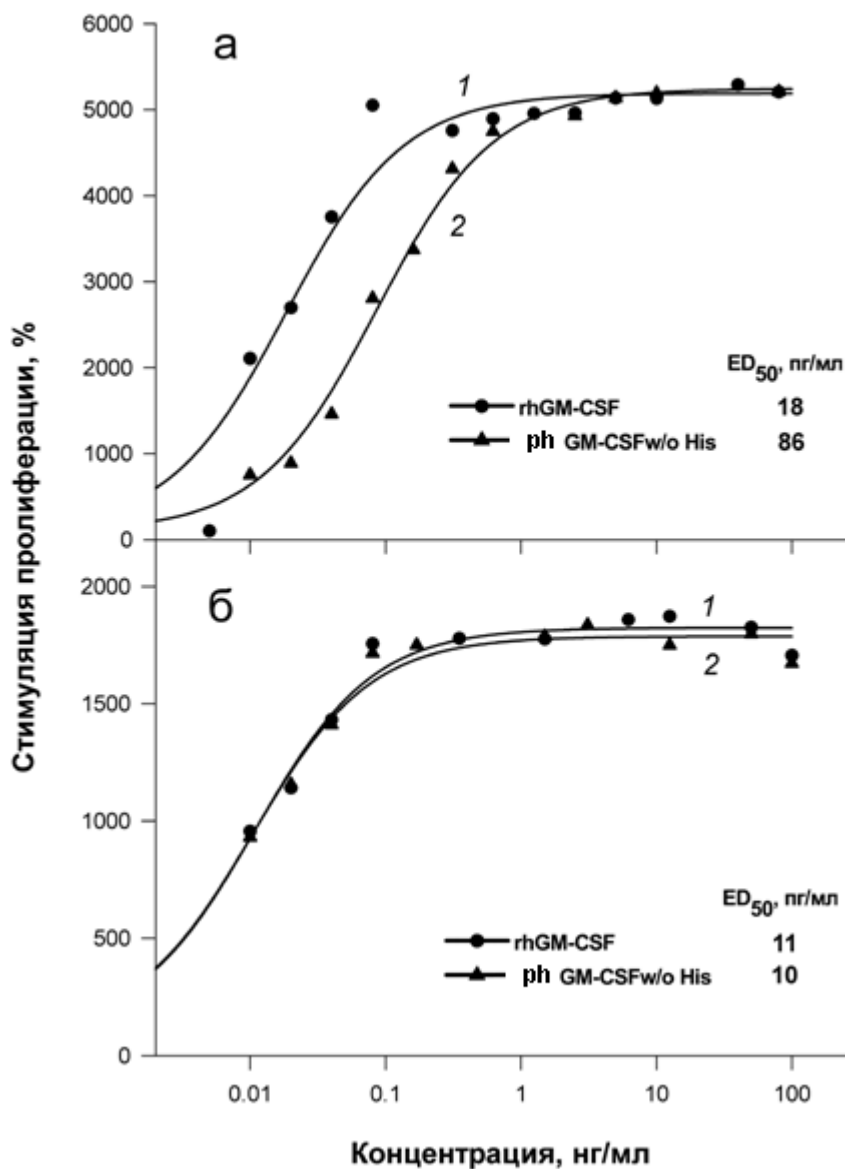 Стимуляция пролиферации, %
а
6000
5000
4000
3000
2000
1000
0
1
2
ED50, пг/мл
rhGM-CSF 18
ph GM-CSFw/o His 86
б
2000
1500
1000
500
0
1
2
ED50, пг/мл
rhGM-CSF 11
ph GM-CSFw/o His 10
0.01 0.1 1 10 100
Концентрация, нг/мл